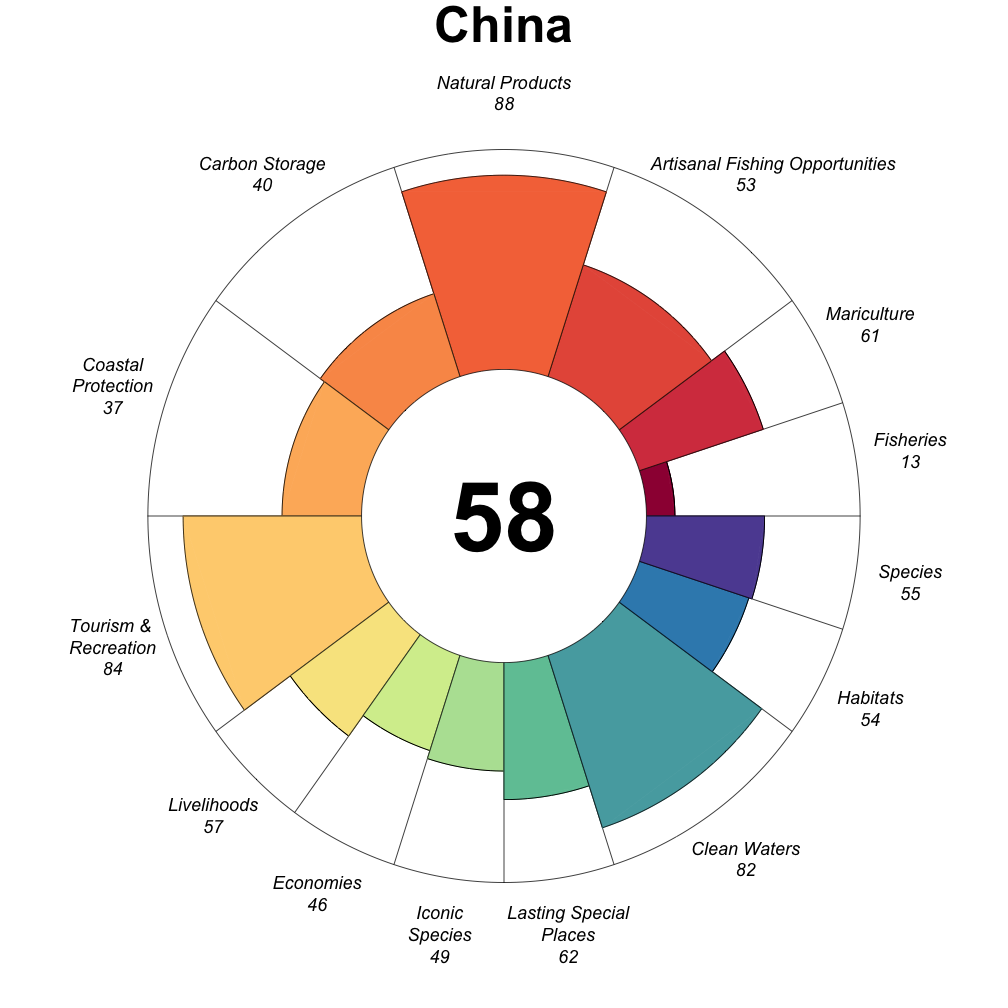 China
Natural Products
88
Carbon Storage
40
Artisanal Fishing Opportunities
53
Mariculture
61
Coastal
Protection
37
Fisheries
13
58
Species
55
Tourism &
Recreation
84
Habitats
54
Livelihoods
57
Clean Waters
82
Economies
46
Iconic
Species
49
Lasting Special
Places
62